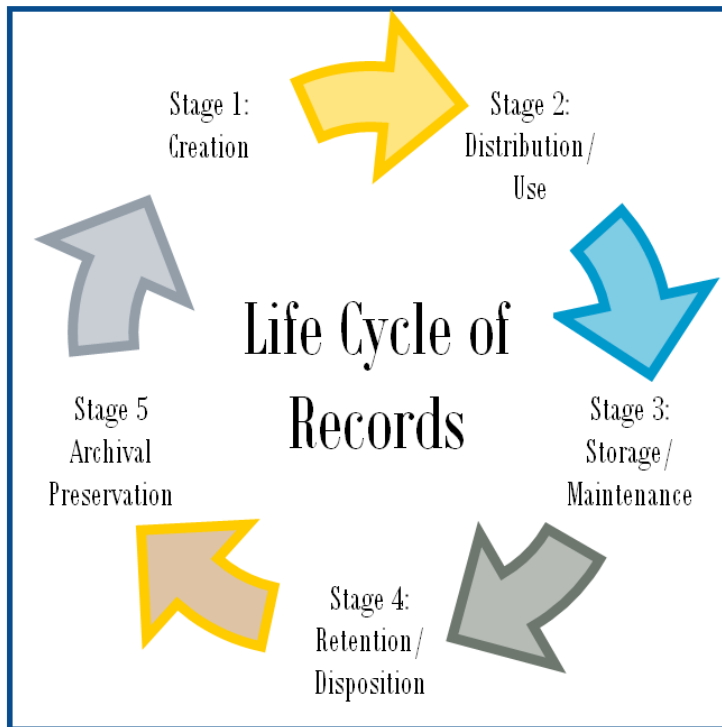 Stage 1:
Creation
Stage 2:
Distribution/
Use
Life Cycle of
Records
Stage 3:
Storage/
Maintenance
Stage 4:
Retention/
Disposition
Stage 5
Archival
Preservation